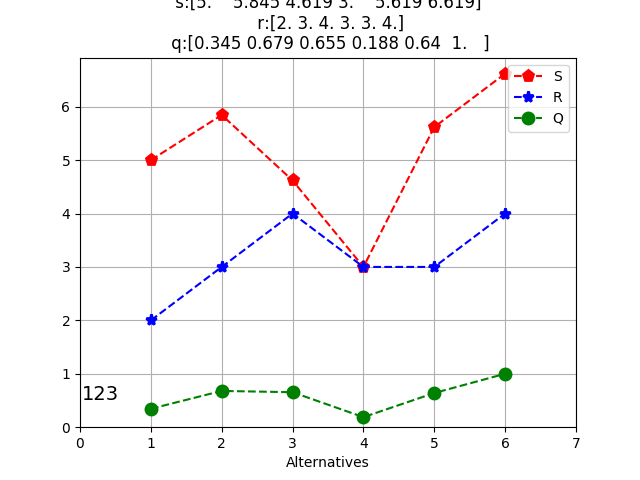 s:[5. 5.845 4.619 3. 5.619 6.619]
r:[2. 3. 4. 3. 3. 4.]
q:[0.345 0.679 0.655 0.188 0.64 1. ]
S
R
Q
6
5
4
3
2
1
0
123
0 1 2 3 4 5 6 7
Alternatives